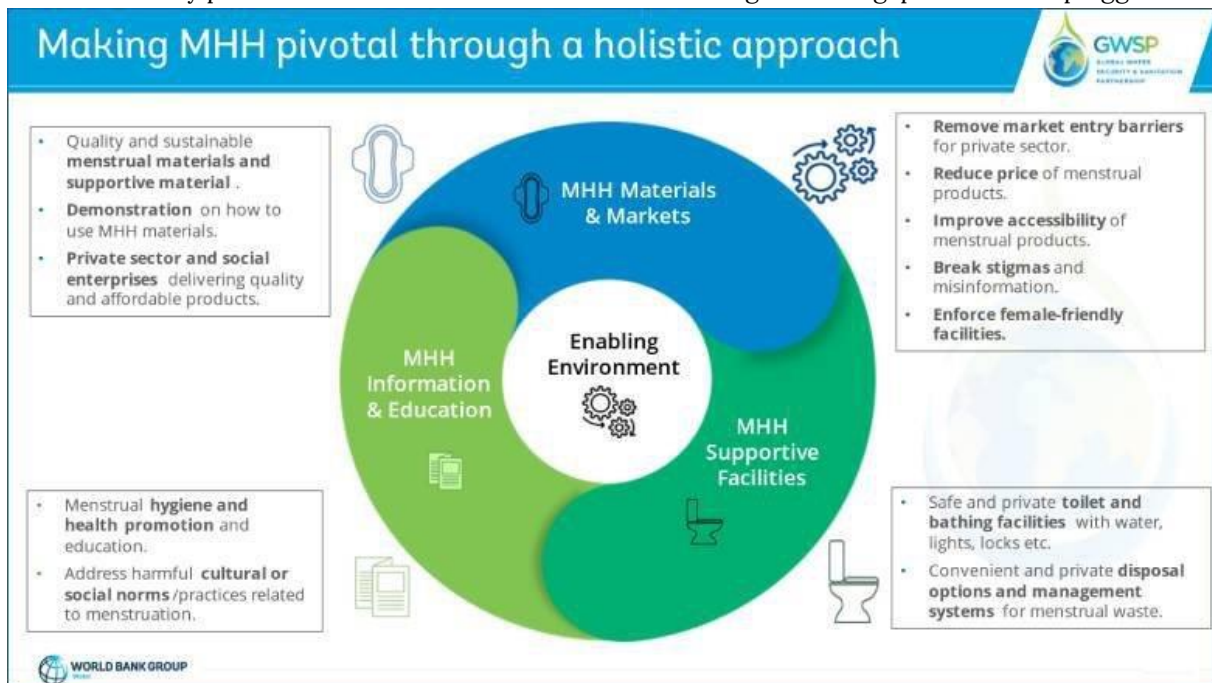 Making MHH pivotal through a holistic approach
GWSP
GLOBAL WATER
SECURITY & SANITATION
PARTNERSHIP
• Quality and sustainable
menstrual materials and
supportive material .
• Demonstration on how to
use MHH materials.
• Private sector and social
enterprises delivering quality
and affordable products.
MHH Materials
& Markets
• Remove market entry barriers
for private sector.
• Reduce price of menstrual
products.
• Improve accessibility of
menstrual products.
• Break stigmas and
misinformation.
• Enforce female-friendly
facilities.
Enabling
Environment
MHH
Information
& Education
MHH
Supportive
Facilities
• Menstrual hygiene and
health promotion and
education.
• Address harmful cultural or
social norms /practices related
to menstruation.
• Safe and private toilet and
bathing facilities with water,
lights, locks etc.
• Convenient and private disposal
options and management
systems for menstrual waste.
WORLD BANK GROUP
Water